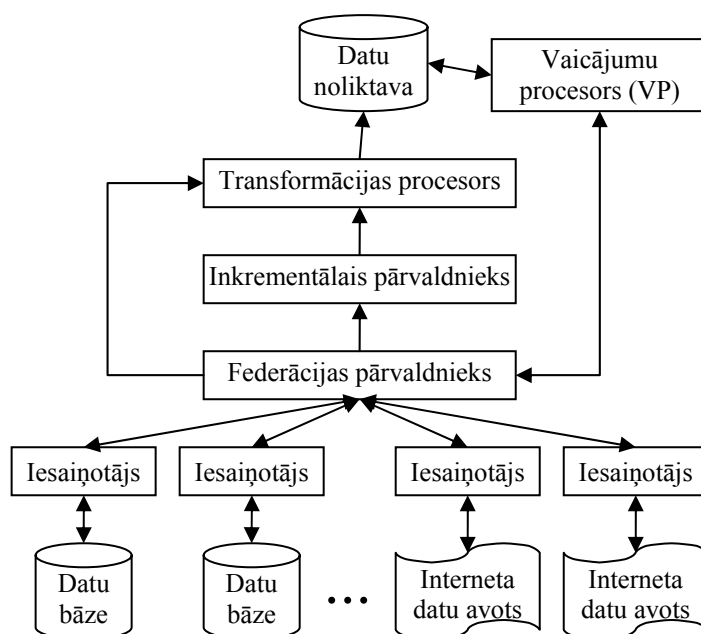 Datu
noliktava
Vaicājumu
procesors (VP)
Transformācijas procesors
Inkrementālais pārvaldnieks
Federācijas pārvaldnieks
Iesaiņotājs
Iesaiņotājs
Iesaiņotājs
Iesaiņotājs
Datu
bāze
Datu
bāze
...
Interneta
datu avots
Interneta
datu avots